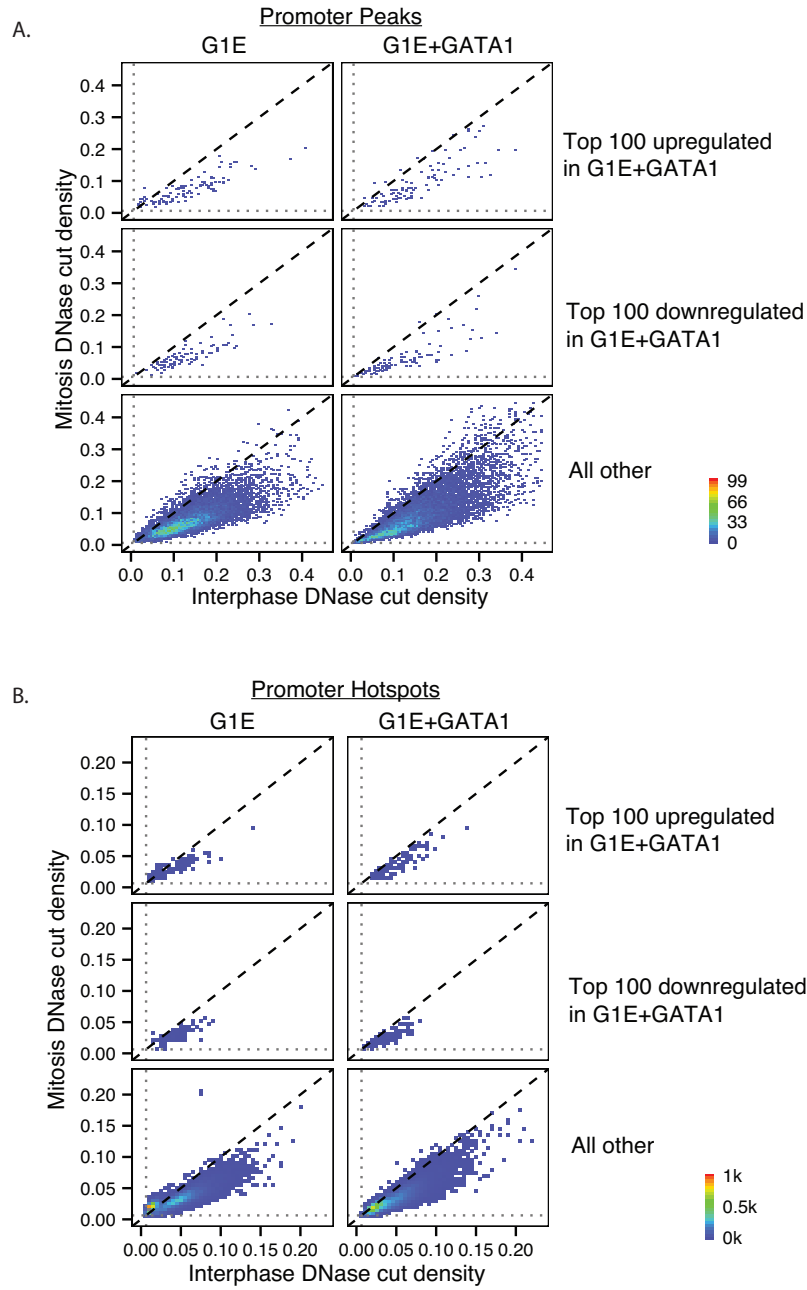 A.
Promoter Peaks
G1E
G1E+GATA1
0.4
0.3
0.2
0.1
0.0
Top 100 upregulated
in G1E+GATA1
0.4
0.3
0.2
0.1
0.0
Top 100 downregulated
in G1E+GATA1
0.4
0.3
0.2
0.1
0.0
All other
99
66
33
0
Mitosis DNase cut density
0.0 0.1 0.2 0.3 0.4
0.0 0.1 0.2 0.3 0.4
Interphase DNase cut density
B.
Promoter Hotspots
G1E
G1E+GATA1
0.20
0.15
0.10
0.05
0.00
Top 100 upregulated
in G1E+GATA1
0.20
0.15
0.10
0.05
0.00
Top 100 downregulated
in G1E+GATA1
0.20
0.15
0.10
0.05
0.00
All other
1k
0.5k
0k
Mitosis DNase cut density
0.00 0.05 0.10 0.15 0.20
0.00 0.05 0.10 0.15 0.20
Interphase DNase cut density